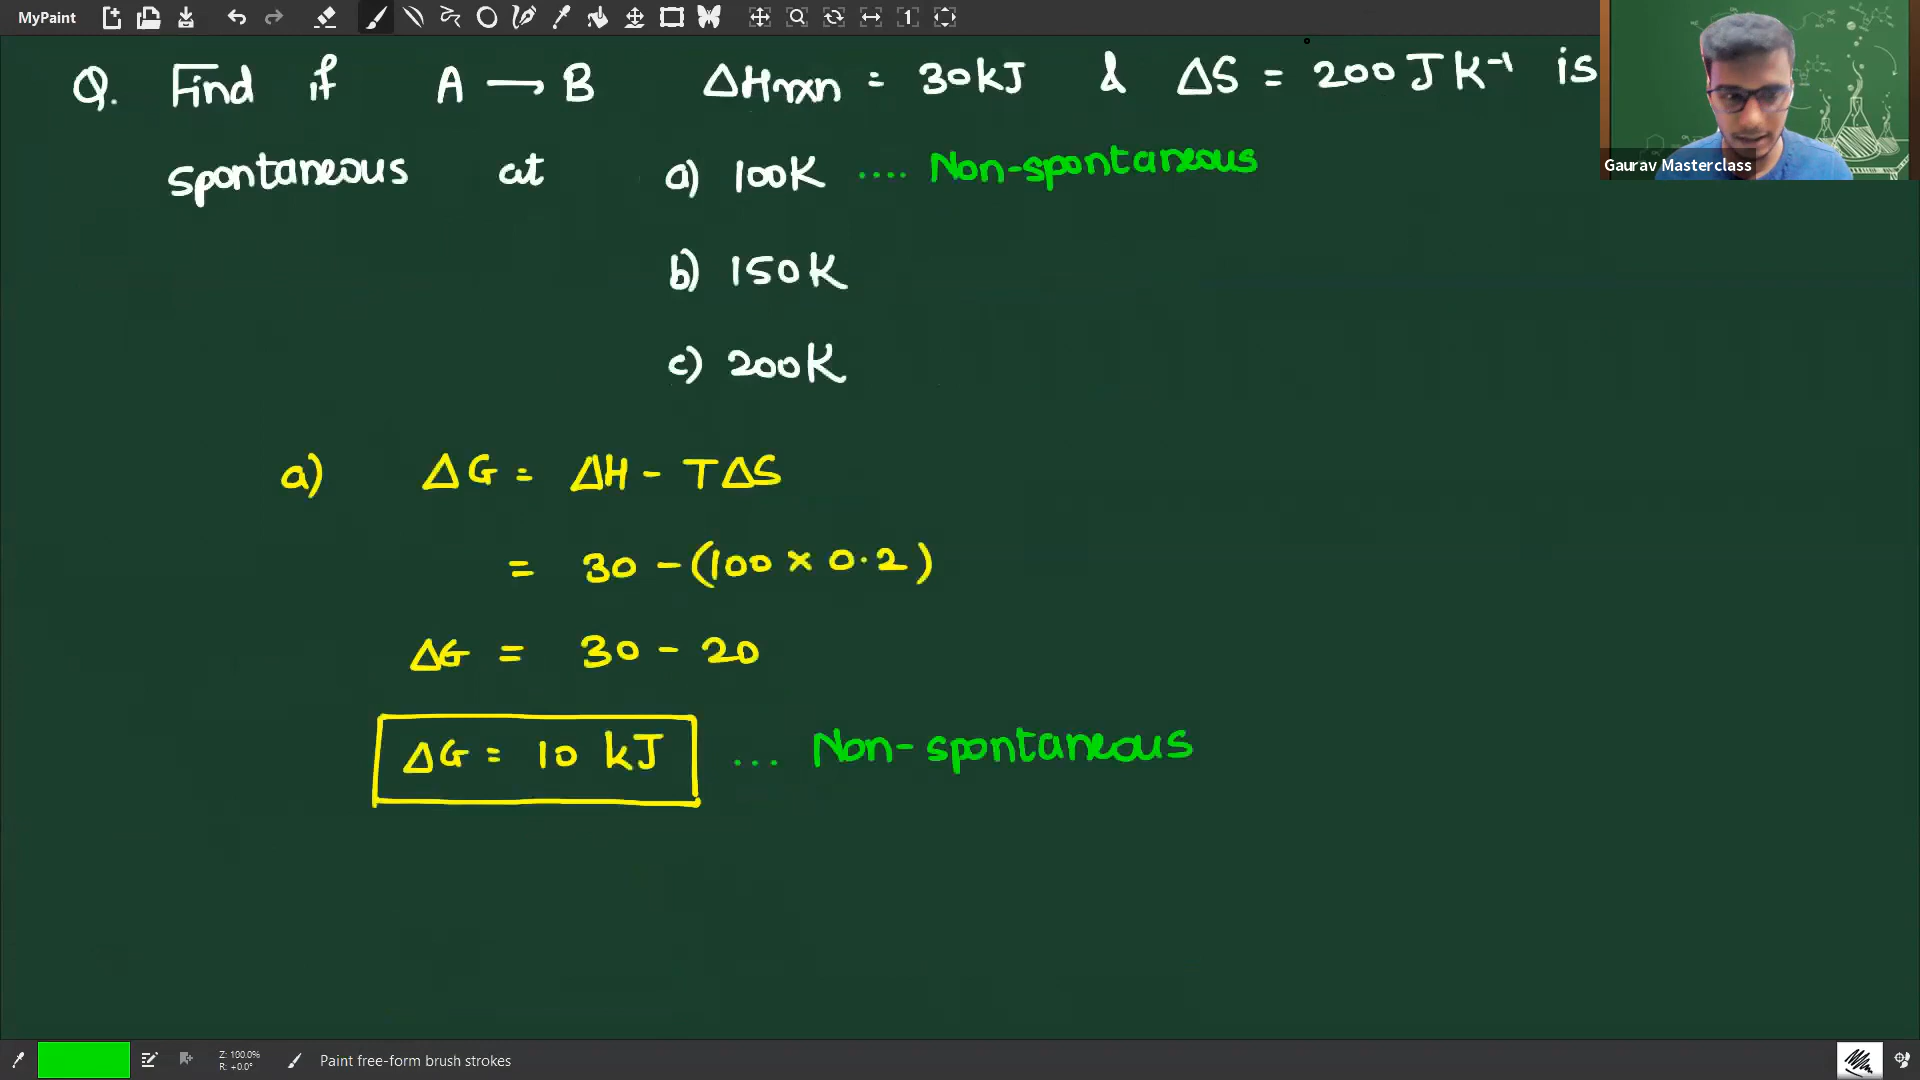 MyPaint
Q. Find if A → B ΔHrxn = 30kJ & ΔS = 200 J K⁻¹ is
Gaurav Masterclass
spontaneous at a) 100K .... Non-spontaneous
b) 150K
c) 200K
a) ΔG = ΔH - TΔS
= 30 - (100 × 0.2)
ΔG = 30 - 20
ΔG = 10 kJ ... Non-spontaneous
Z: 100.0%
R: +0.0°
Paint free-form brush strokes